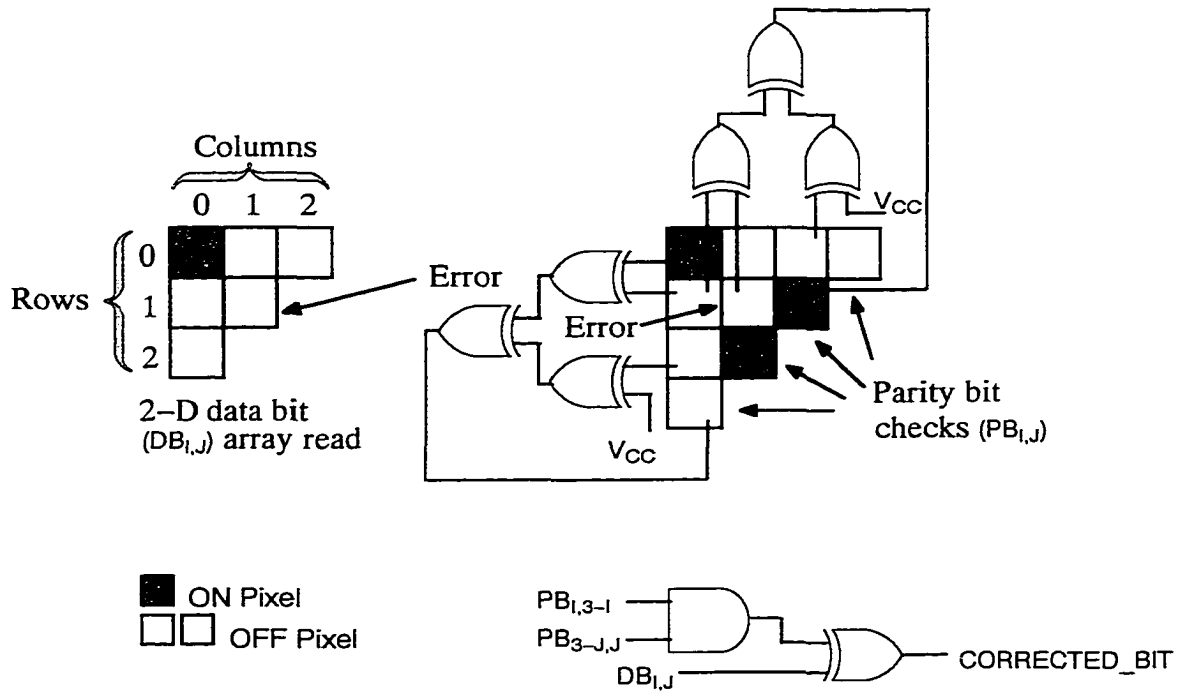 Columns
0 1 2
Rows
0
1
2
Error
2–D data bit
(DB_I,J) array read
V_CC
Error
V_CC
Parity bit
checks (PB_I,J)
ON Pixel
OFF Pixel
PB_I,3–I
PB_3–J,J
DB_I,J
CORRECTED_BIT